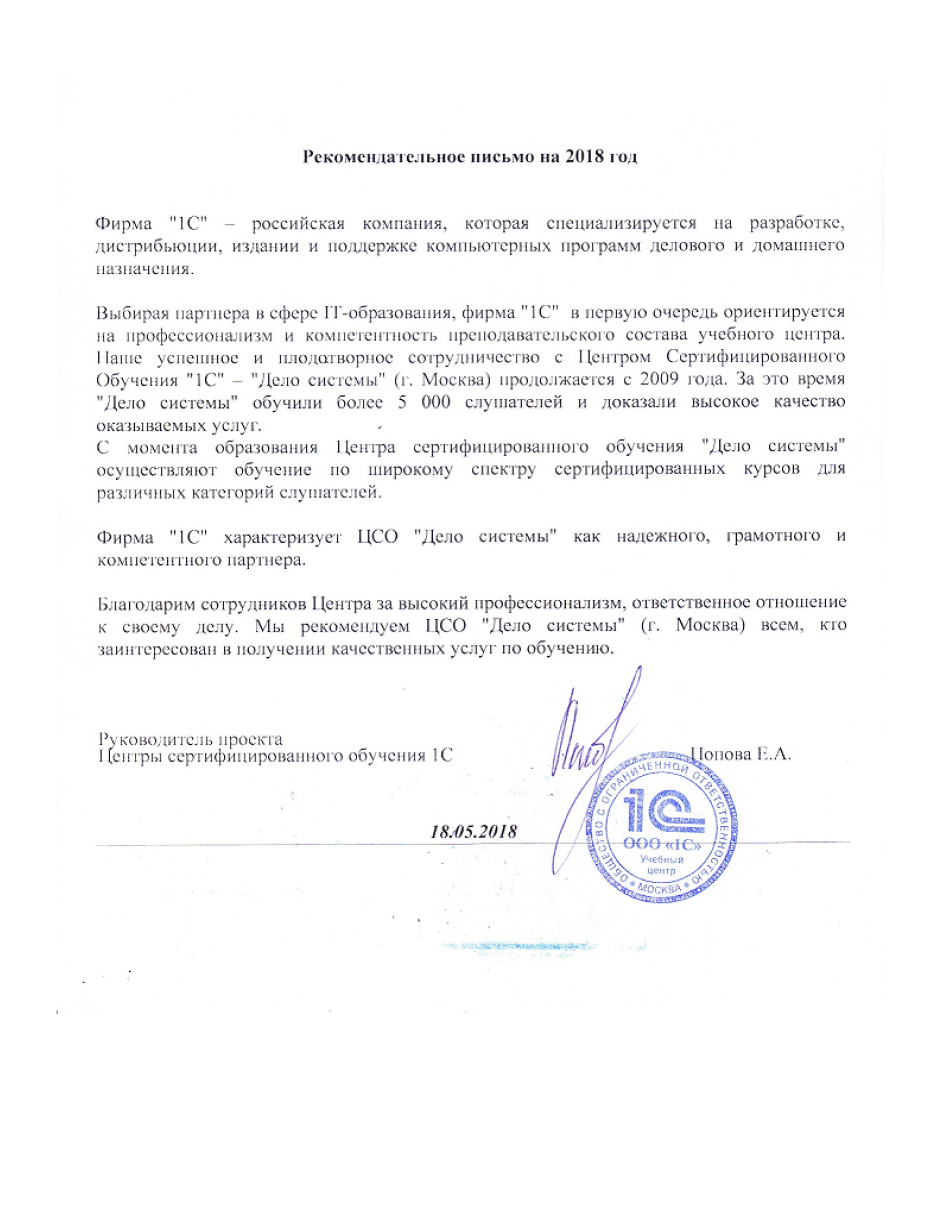 Рекомендательное письмо на 2018 год
Фирма "1С" – российская компания, которая специализируется на разработке,
дистрибьюции, издании и поддержке компьютерных программ делового и домашнего
назначения.
Выбирая партнера в сфере IT-образования, фирма "1С" в первую очередь ориентируется
на профессионализм и компетентность преподавательского состава учебного центра.
Наше успешное и плодотворное сотрудничество с Центром Сертифицированного
Обучения "1С" – "Дело системы" (г. Москва) продолжается с 2009 года. За это время
"Дело системы" обучили более 5 000 слушателей и доказали высокое качество
оказываемых услуг.
С момента образования Центра сертифицированного обучения "Дело системы"
осуществляют обучение по широкому спектру сертифицированных курсов для
различных категорий слушателей.
Фирма "1С" характеризует ЦСО "Дело системы" как надежного, грамотного и
компетентного партнера.
Благодарим сотрудников Центра за высокий профессионализм, ответственное отношение
к своему делу. Мы рекомендуем ЦСО "Дело системы" (г. Москва) всем, кто
заинтересован в получении качественных услуг по обучению.
Руководитель проекта
Центры сертифицированного обучения 1С
Попова Е.А.
18.05.2018
ОБЩЕСТВО С ОГРАНИЧЕННОЙ ОТВЕТСТВЕННОСТЬЮ
1С
ООО «1С»
Учебный
центр
* МОСКВА *